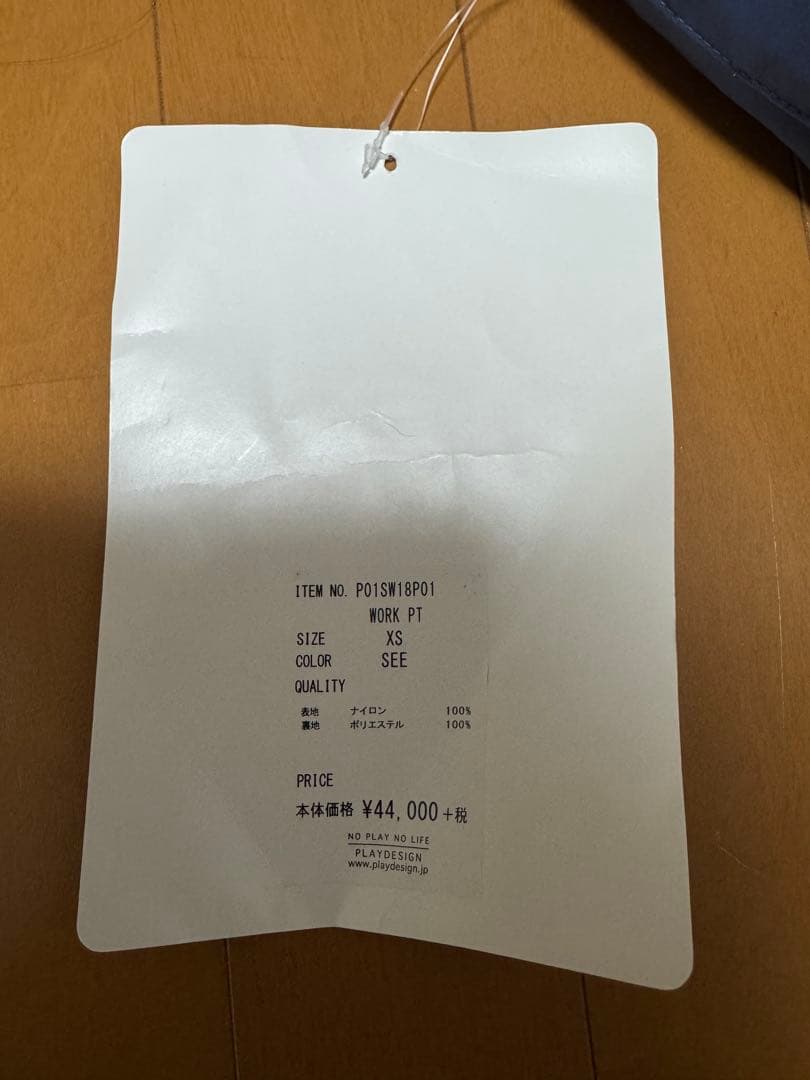 ITEM NO. P01SW18P01
WORK PT
SIZE XS
COLOR SEE
QUALITY
表地 ナイロン 100%
裏地 ポリエステル 100%
PRICE
本体価格 ¥44,000+税
NO PLAY NO LIFE
PLAYDESIGN
www.playdesign.jp